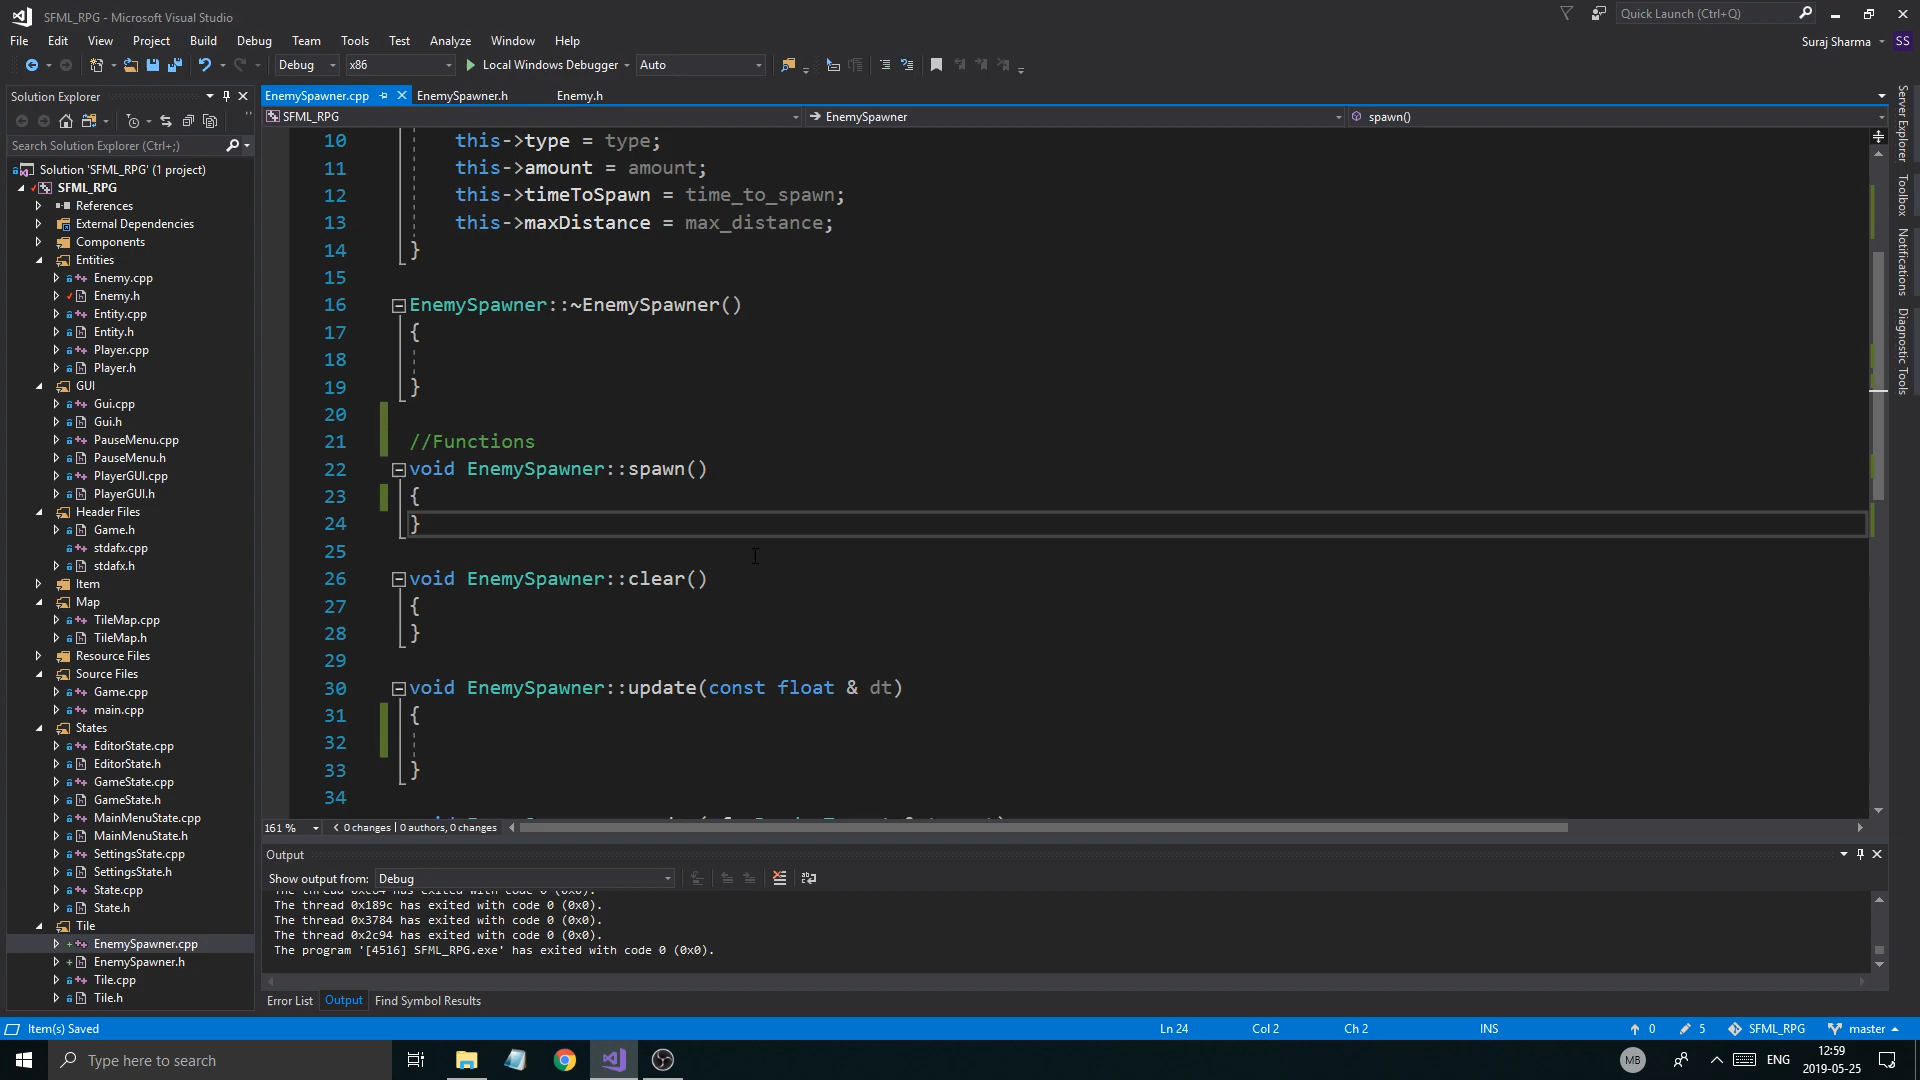 SFML_RPG - Microsoft Visual Studio
Quick Launch (Ctrl+Q)
File Edit View Project Build Debug Team Tools Test Analyze Window Help
Suraj Sharma SS
Debug x86 Local Windows Debugger Auto
Solution Explorer
EnemySpawner.cpp EnemySpawner.h Enemy.h
SFML_RPG EnemySpawner spawn()
Search Solution Explorer (Ctrl+;)
Solution 'SFML_RPG' (1 project)
SFML_RPG
References
External Dependencies
Components
Entities
Enemy.cpp
Enemy.h
Entity.cpp
Entity.h
Player.cpp
Player.h
GUI
Gui.cpp
Gui.h
PauseMenu.cpp
PauseMenu.h
PlayerGUI.cpp
PlayerGUI.h
Header Files
Game.h
stdafx.cpp
stdafx.h
Item
Map
TileMap.cpp
TileMap.h
Resource Files
Source Files
Game.cpp
main.cpp
States
EditorState.cpp
EditorState.h
GameState.cpp
GameState.h
MainMenuState.cpp
MainMenuState.h
SettingsState.cpp
SettingsState.h
State.cpp
State.h
Tile
EnemySpawner.cpp
EnemySpawner.h
Tile.cpp
Tile.h
10 this->type = type;
11 this->amount = amount;
12 this->timeToSpawn = time_to_spawn;
13 this->maxDistance = max_distance;
14 }
15
16 EnemySpawner::~EnemySpawner()
17 {
18
19 }
20
21 //Functions
22 void EnemySpawner::spawn()
23 {
24 }
25
26 void EnemySpawner::clear()
27 {
28 }
29
30 void EnemySpawner::update(const float & dt)
31 {
32
33 }
34
161 % 0 changes | 0 authors, 0 changes
Output
Show output from: Debug
The thread 0x189c has exited with code 0 (0x0).
The thread 0x3784 has exited with code 0 (0x0).
The thread 0x2c94 has exited with code 0 (0x0).
The program '[4516] SFML_RPG.exe' has exited with code 0 (0x0).
Error List Output Find Symbol Results
Server Explorer
Toolbox
Notifications
Diagnostic Tools
Item(s) Saved Ln 24 Col 2 Ch 2 INS 0 5 SFML_RPG master
Type here to search
MB ENG 12:59
2019-05-25